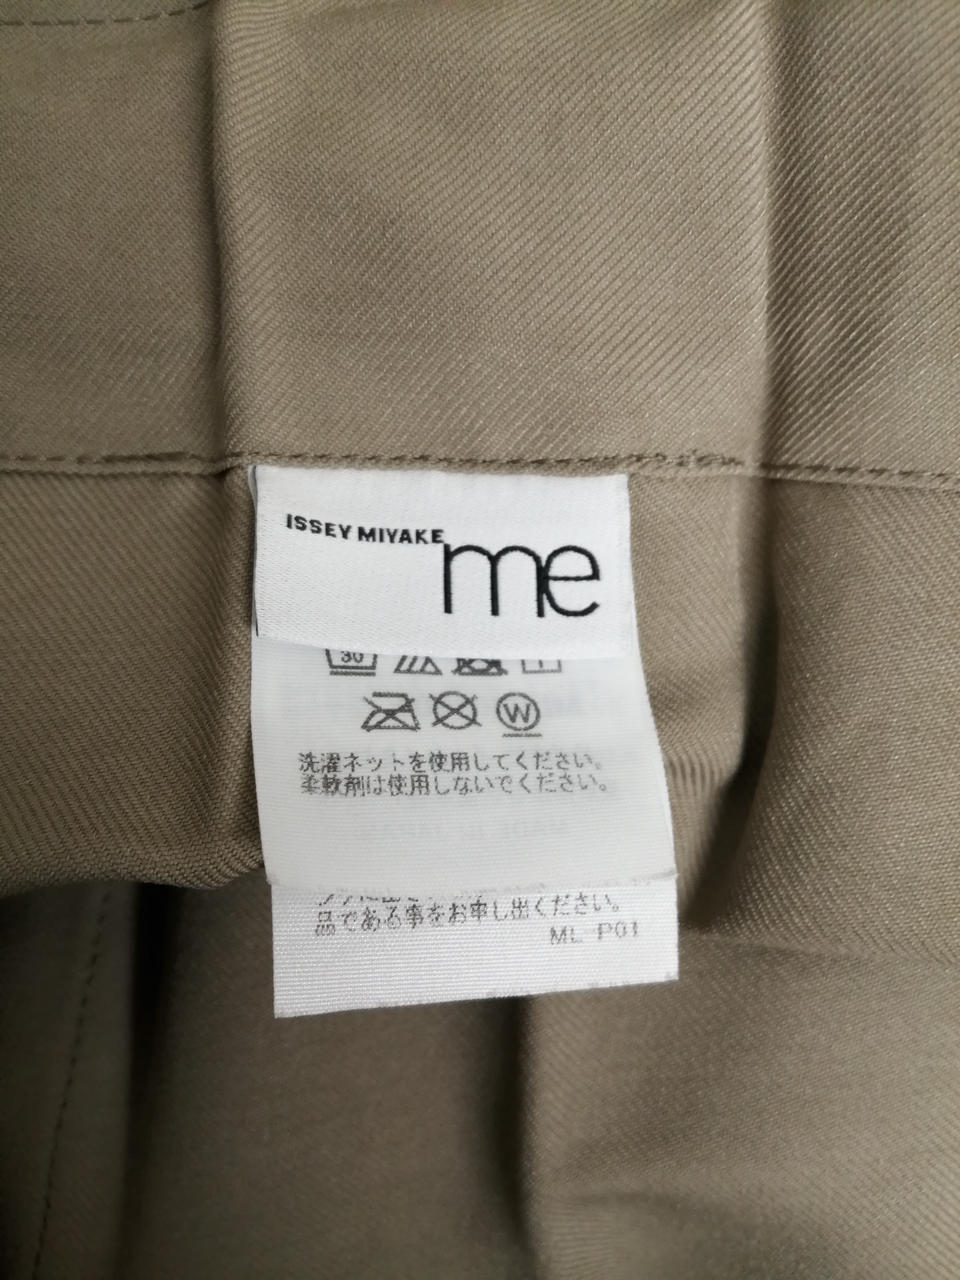 ISSEY MIYAKE
me
30
W
洗濯ネットを使用してください。
柔軟剤は使用しないでください。
品である事をお申し出ください。
ML-P01